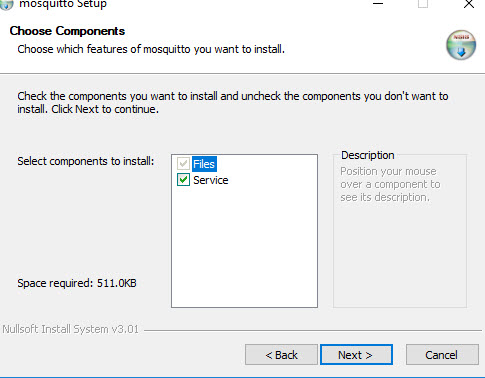 mosquitto Setup
Choose Components
Choose which features of mosquitto you want to install.
Check the components you want to install and uncheck the components you don't want to
install. Click Next to continue.
Select components to install:
Files
Service
Description
Position your mouse
over a component to
see its description.
Space required: 511.0KB
Nullsoft Install System v3.01
< Back
Next >
Cancel